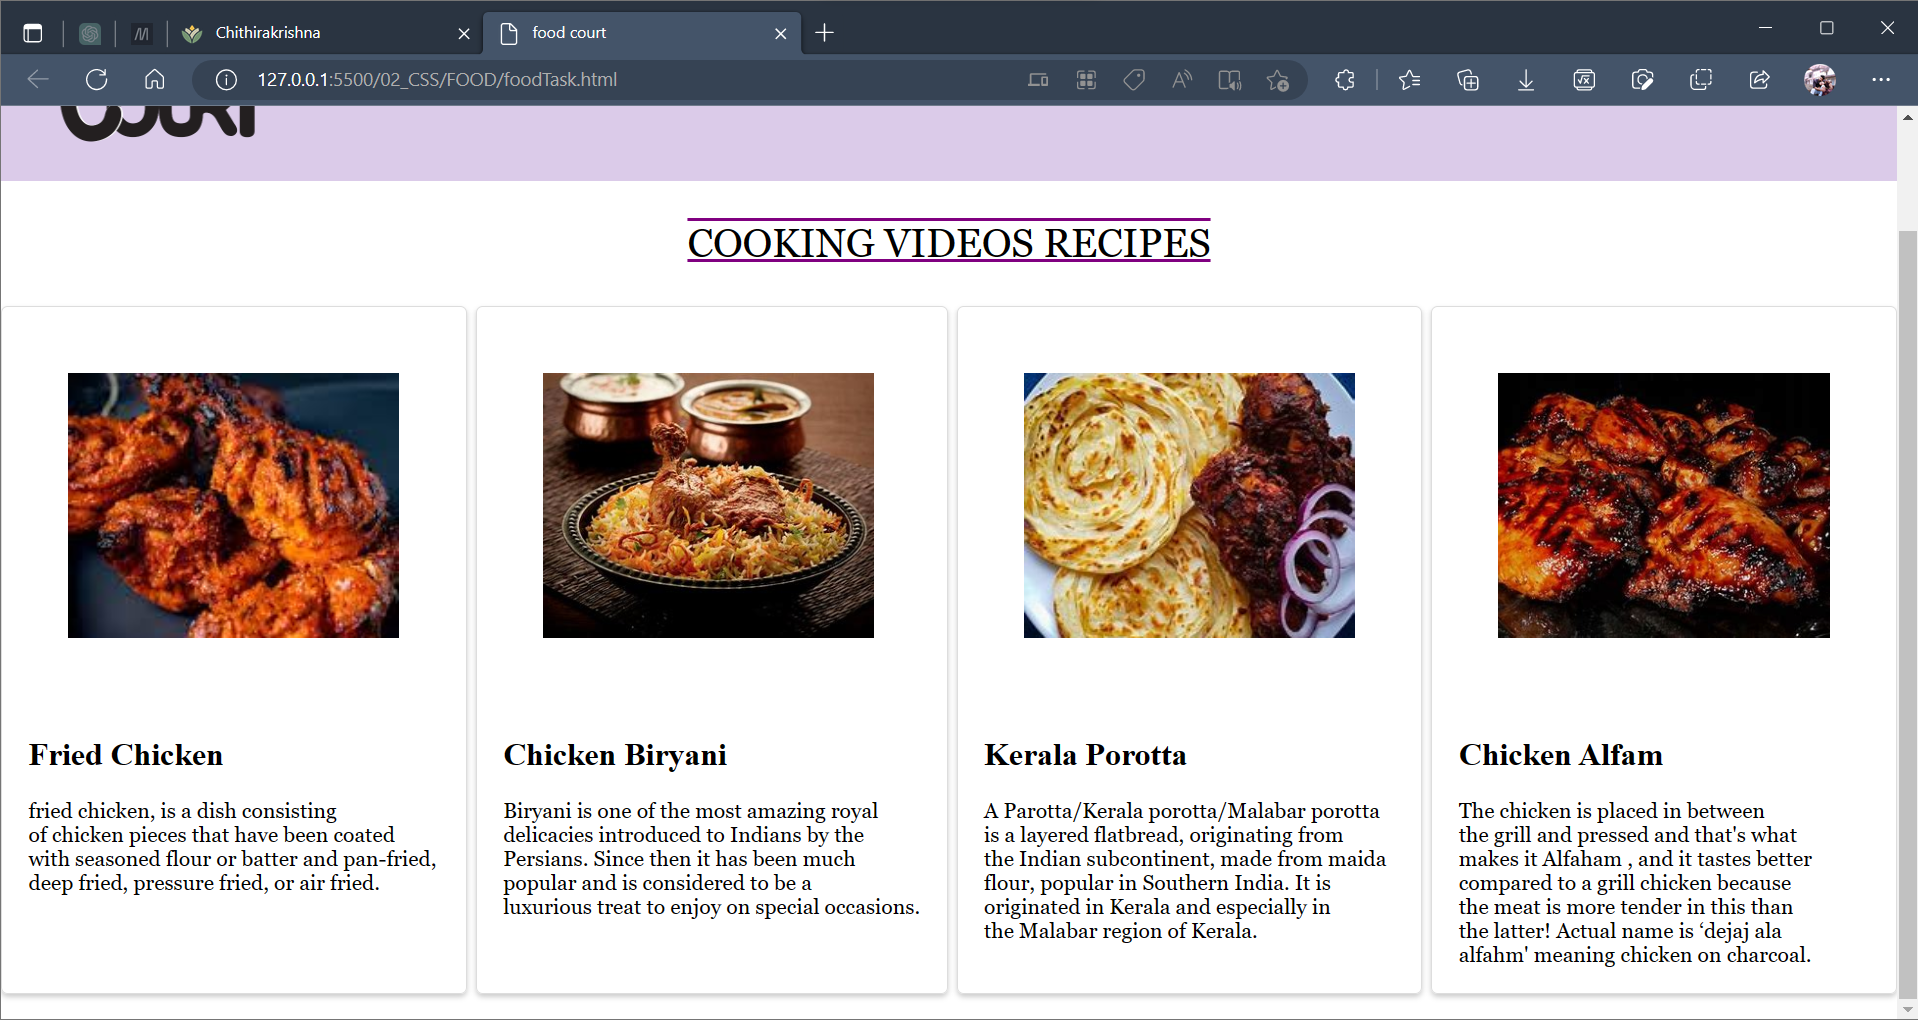 Chithirakrishna
food court
127.0.0.1:5500/02_CSS/FOOD/foodTask.html
COURT
COOKING VIDEOS RECIPES
Fried Chicken
fried chicken, is a dish consisting
of chicken pieces that have been coated
with seasoned flour or batter and pan-fried,
deep fried, pressure fried, or air fried.
Chicken Biryani
Biryani is one of the most amazing royal
delicacies introduced to Indians by the
Persians. Since then it has been much
popular and is considered to be a
luxurious treat to enjoy on special occasions.
Kerala Porotta
A Parotta/Kerala porotta/Malabar porotta
is a layered flatbread, originating from
the Indian subcontinent, made from maida
flour, popular in Southern India. It is
originated in Kerala and especially in
the Malabar region of Kerala.
Chicken Alfam
The chicken is placed in between
the grill and pressed and that's what
makes it Alfaham , and it tastes better
compared to a grill chicken because
the meat is more tender in this than
the latter! Actual name is ‘dejaj ala
alfahm' meaning chicken on charcoal.